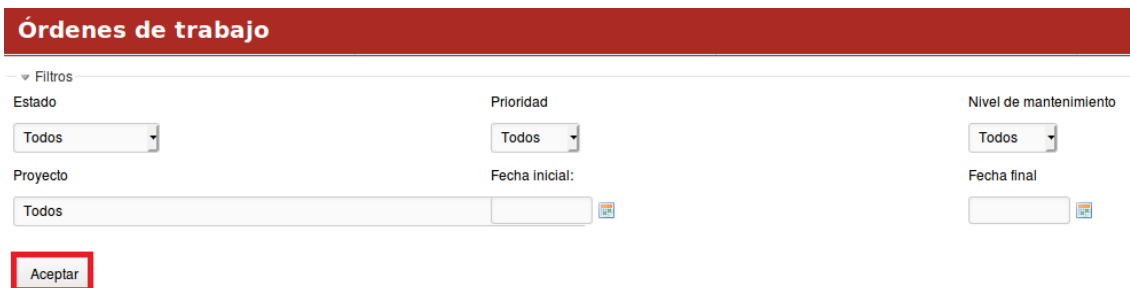 Órdenes de trabajo
Filtros
Estado Prioridad Nivel de mantenimiento
Todos Todos Todos
Proyecto Fecha inicial: Fecha final
Todos
Aceptar